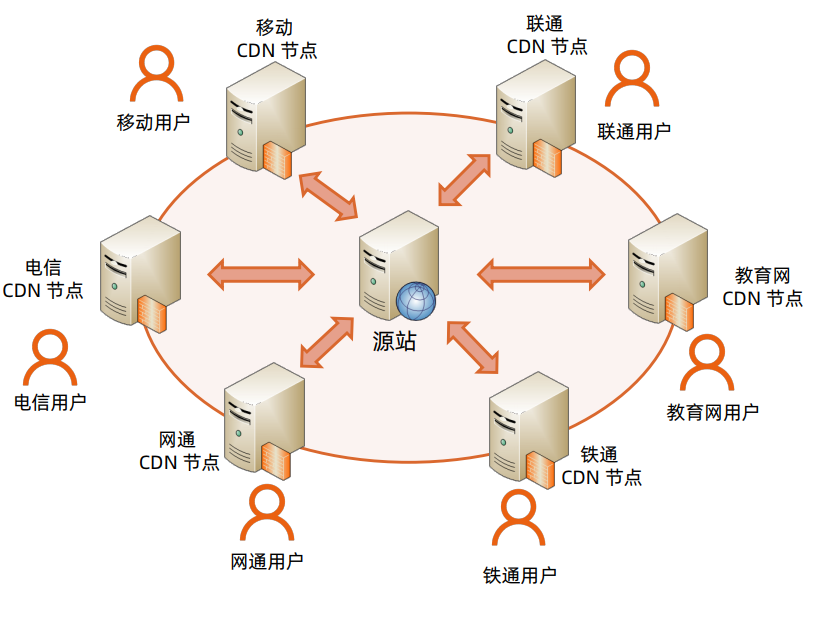 移动
CDN 节点
联通
CDN 节点
移动用户
联通用户
电信
CDN 节点
教育网
CDN 节点
源站
电信用户
教育网用户
网通
CDN 节点
铁通
CDN 节点
网通用户
铁通用户